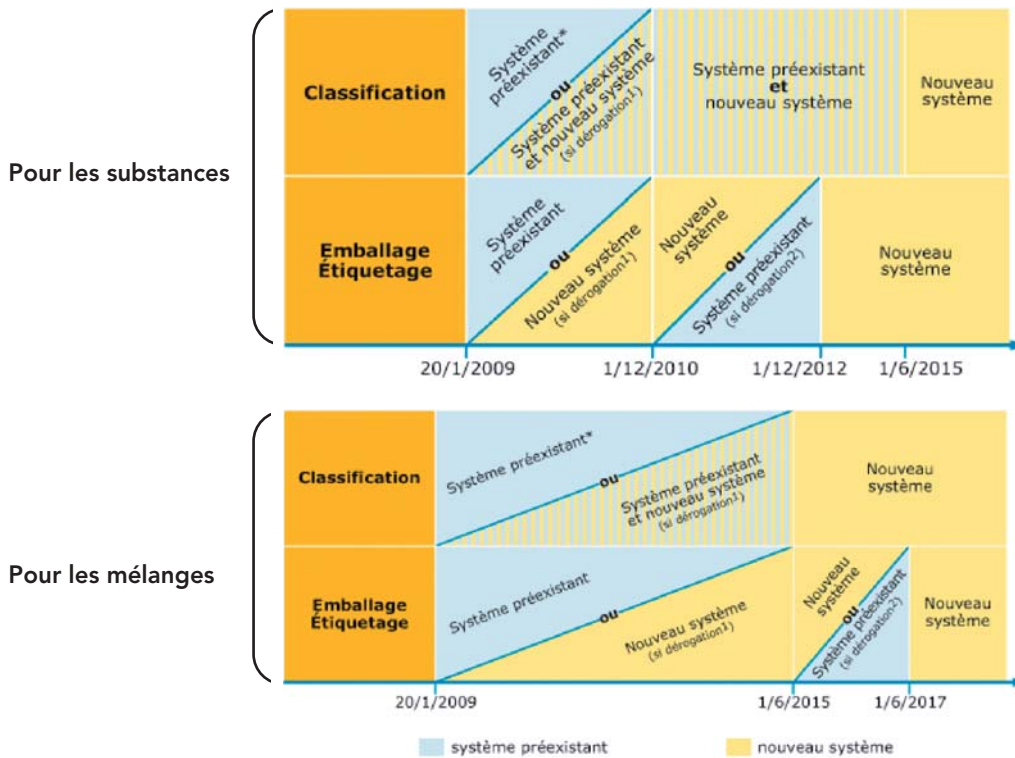 Pour les substances
Classification
Système
préexistant*
ou
Système préexistant
et nouveau système
(si dérogation¹)
Système préexistant
et
nouveau système
Nouveau
système
Emballage
Étiquetage
Système
préexistant
ou
Nouveau système
(si dérogation¹)
Nouveau
système
ou
Système préexistant
(si dérogation²)
Nouveau
système
20/1/2009
1/12/2010
1/12/2012
1/6/2015
Pour les mélanges
Classification
Système préexistant*
ou
Système préexistant
et nouveau système
(si dérogation¹)
Nouveau
système
Emballage
Étiquetage
Système préexistant
ou
Nouveau système
(si dérogation¹)
Nouveau
système
ou
Système préexistant
(si dérogation²)
Nouveau
système
20/1/2009
1/6/2015
1/6/2017
système préexistant
nouveau système